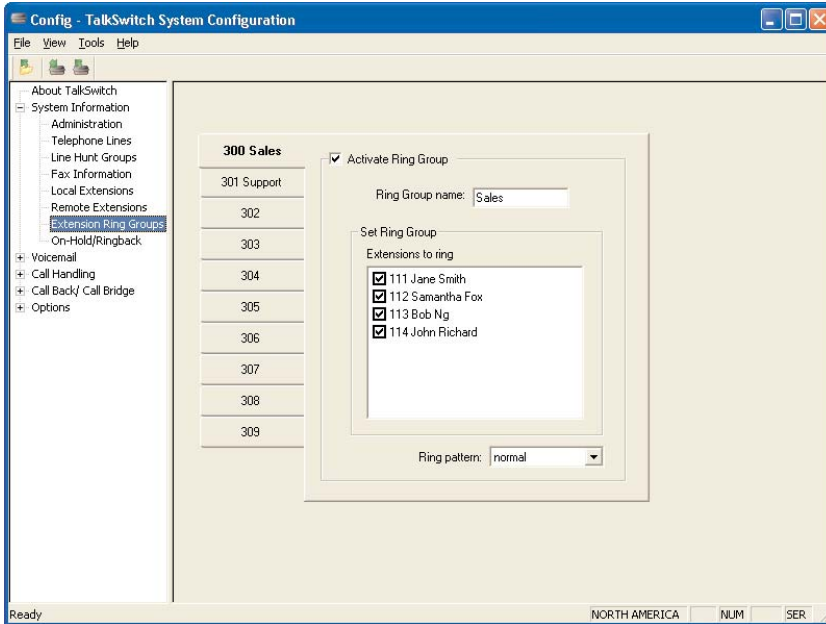 Config - TalkSwitch System Configuration
File View Tools Help
About TalkSwitch
System Information
Administration
Telephone Lines
Line Hunt Groups
Fax Information
Local Extensions
Remote Extensions
Extension Ring Groups
On-Hold/Ringback
Voicemail
Call Handling
Call Back/ Call Bridge
Options
300 Sales
301 Support
302
303
304
305
306
307
308
309
Activate Ring Group
Ring Group name: Sales
Set Ring Group
Extensions to ring
111 Jane Smith
112 Samantha Fox
113 Bob Ng
114 John Richard
Ring pattern: normal
Ready NORTH AMERICA NUM SER